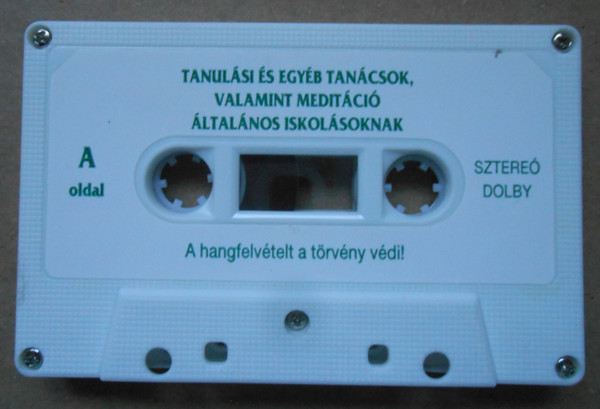 TANULÁSI ÉS EGYÉB TANÁCSOK,
VALAMINT MEDITÁCIÓ
ÁLTALÁNOS ISKOLÁSOKNAK
A
oldal
SZTEREÓ
DOLBY
A hangfelvételt a törvény védi!